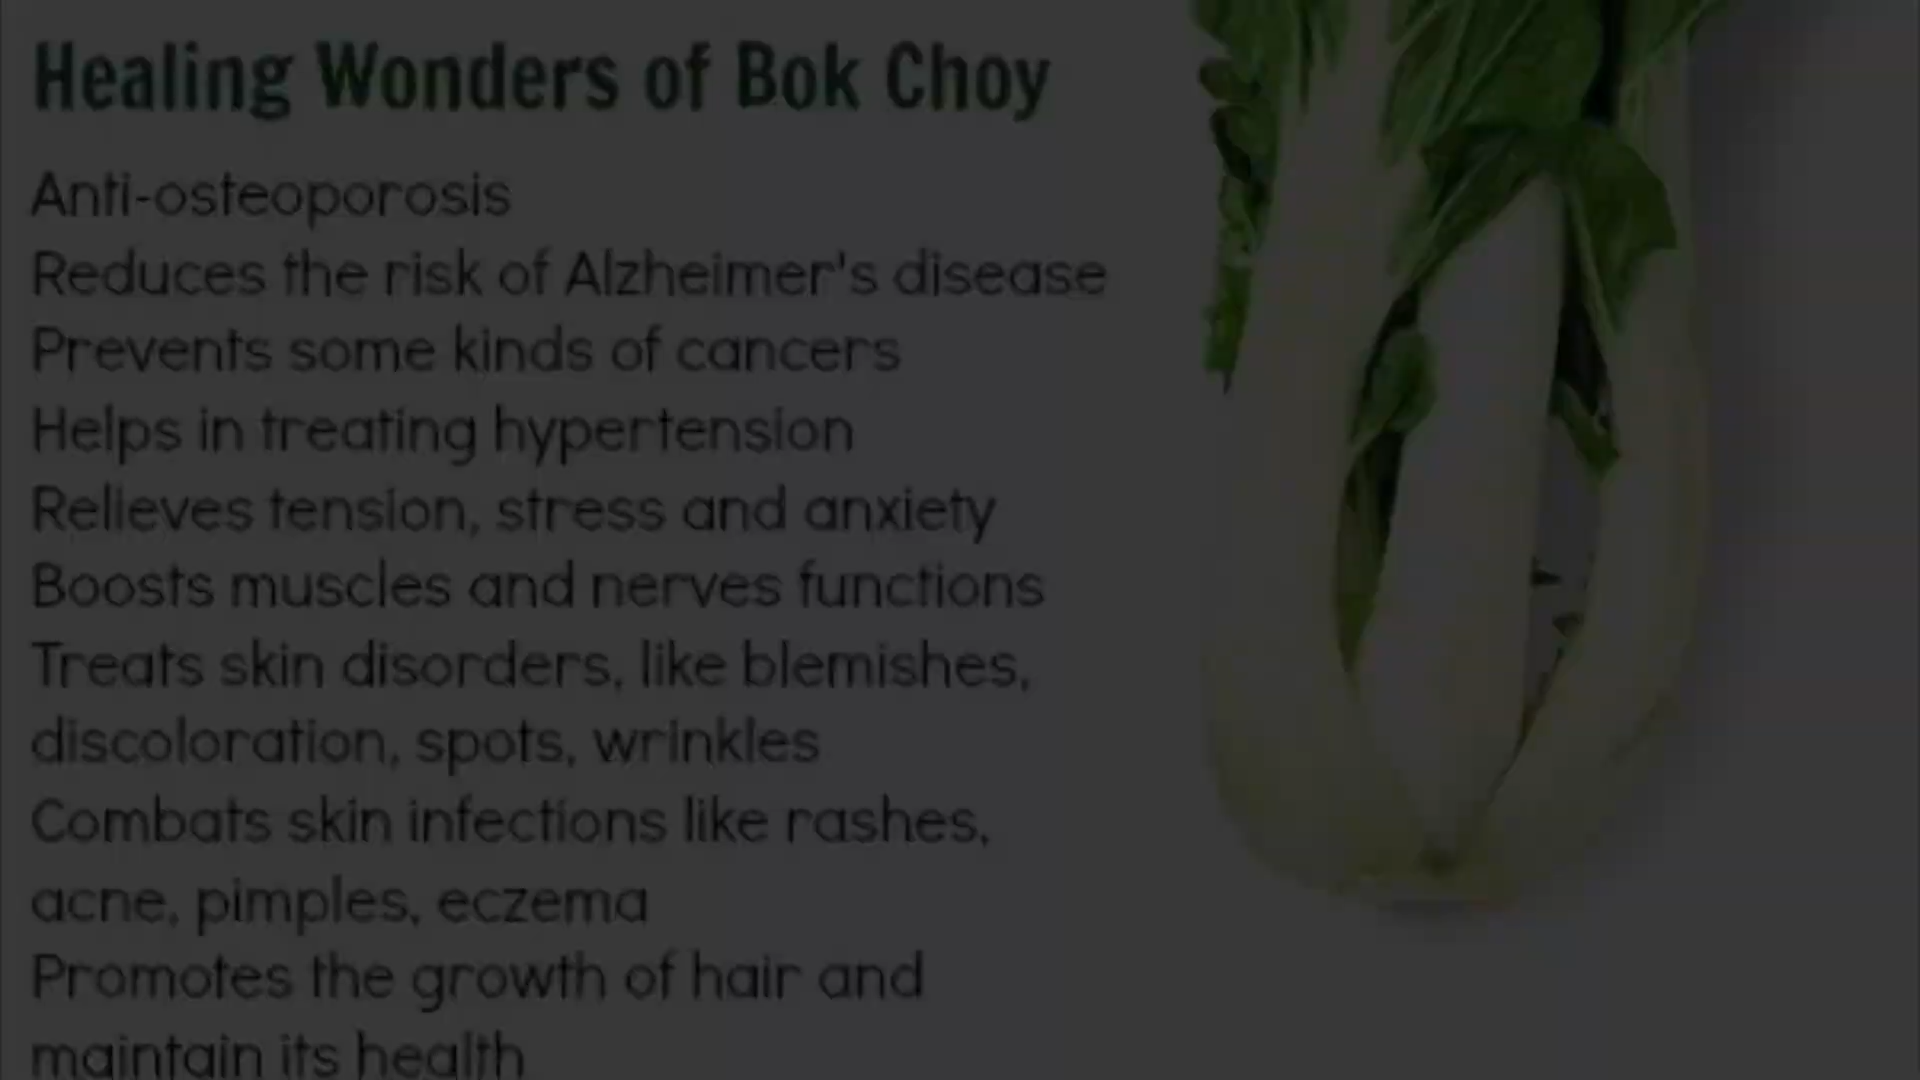 Healing Wonders of Bok Choy
Anti-osteoporosis
Reduces the risk of Alzheimer's disease
Prevents some kinds of cancers
Helps in treating hypertension
Relieves tension, stress and anxiety
Boosts muscles and nerves functions
Treats skin disorders, like blemishes,
discoloration, spots, wrinkles
Combats skin infections like rashes,
acne, pimples, eczema
Promotes the growth of hair and
maintain its health